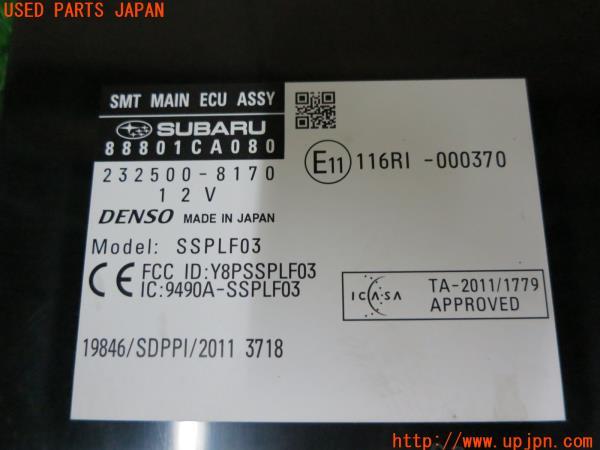 USED PARTS JAPAN
SMT MAIN ECU ASSY
SUBARU
88801CA080
232500-8170
12V
DENSO MADE IN JAPAN
Model: SSPLF03
CE FCC ID:Y8PSSPLF03
IC:9490A-SSPLF03
19846/SDPPI/2011 3718
E11 116RI -000370
ICASA
TA-2011/1779
APPROVED
http://www.upjpn.com/